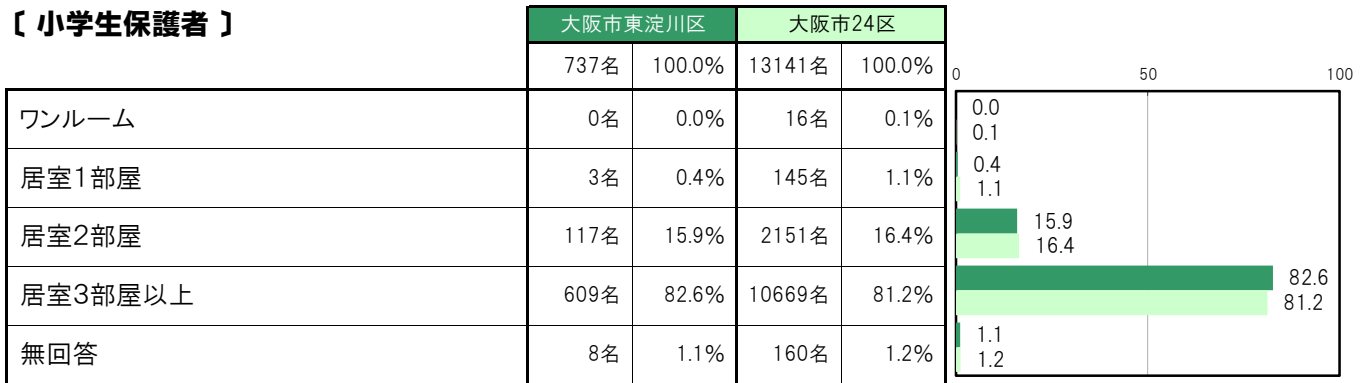 〔 小学生保護者 〕
大阪市東淀川区 大阪市24区
737名 100.0% 13141名 100.0%
0 50 100
ワンルーム 0名 0.0% 16名 0.1% 0.0
0.1
居室1部屋 3名 0.4% 145名 1.1% 0.4
1.1
居室2部屋 117名 15.9% 2151名 16.4% 15.9
16.4
居室3部屋以上 609名 82.6% 10669名 81.2% 82.6
81.2
無回答 8名 1.1% 160名 1.2% 1.1
1.2